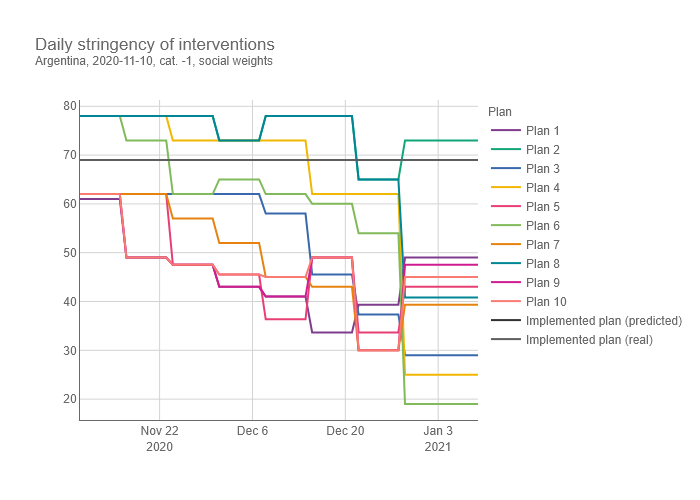 Daily stringency of interventions
Argentina, 2020-11-10, cat. -1, social weights
80
70
60
50
40
30
20
Nov 22
2020
Dec 6
Dec 20
Jan 3
2021
Plan
Plan 1
Plan 2
Plan 3
Plan 4
Plan 5
Plan 6
Plan 7
Plan 8
Plan 9
Plan 10
Implemented plan (predicted)
Implemented plan (real)